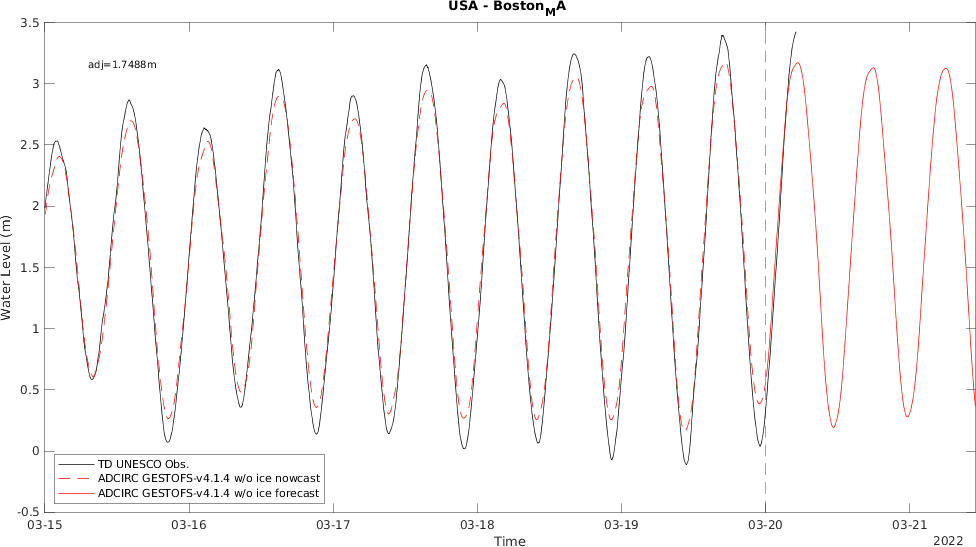 USA - Boston_MA
adj=1.7488m
3.5
3
2.5
2
1.5
1
0.5
0
-0.5
Water Level (m)
TD UNESCO Obs.
ADCIRC GESTOFS-v4.1.4 w/o ice nowcast
ADCIRC GESTOFS-v4.1.4 w/o ice forecast
03-15 03-16 03-17 03-18 03-19 03-20 03-21
Time
2022